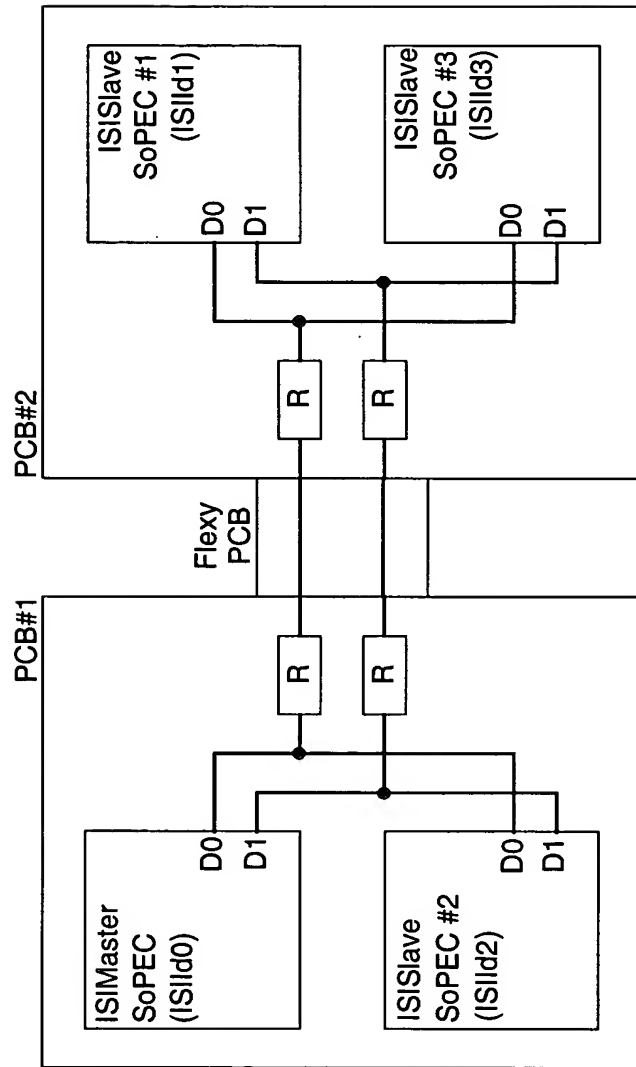 PCB#1
ISIMaster
SoPEC
(ISIId0)
D0
D1
ISISlave
SoPEC #2
(ISIId2)
D0
D1
R
R
Flexy
PCB
PCB#2
R
R
ISISlave
SoPEC #1
(ISIId1)
D0
D1
ISISlave
SoPEC #3
(ISIId3)
D0
D1